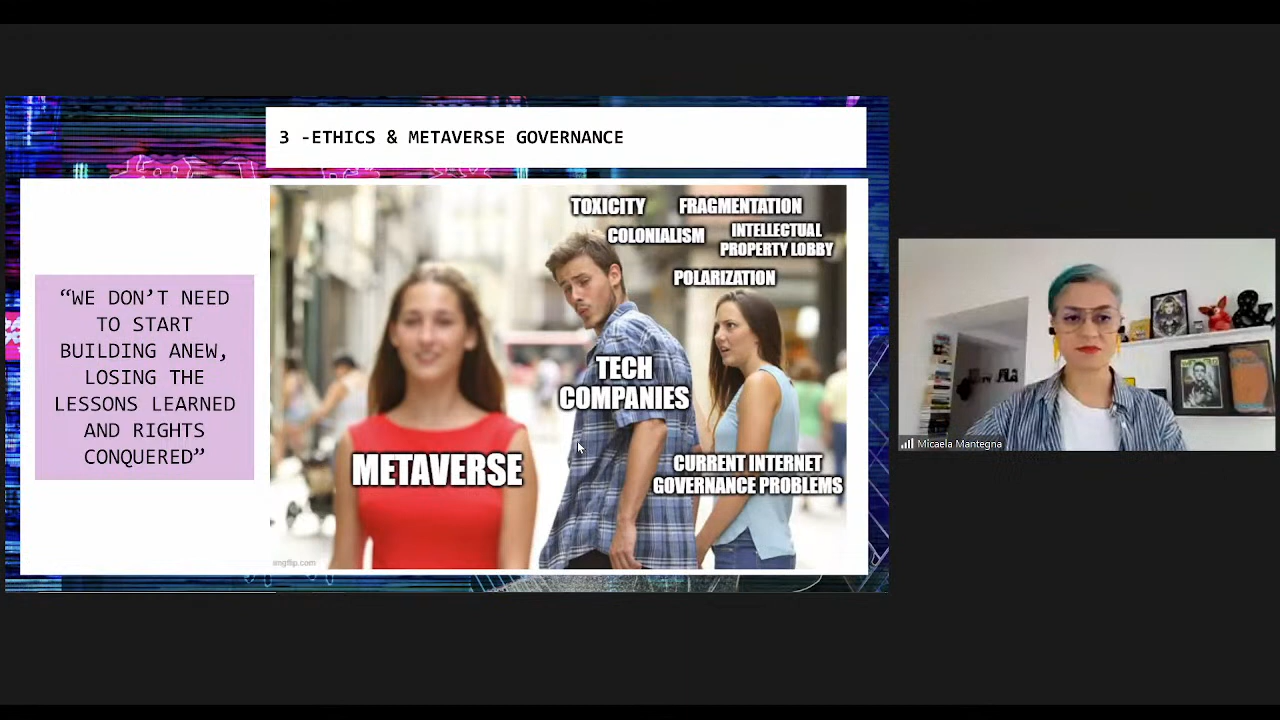 3 -ETHICS & METAVERSE GOVERNANCE
“WE DON’T NEED
TO START
BUILDING ANEW,
LOSING THE
LESSONS LEARNED
AND RIGHTS
CONQUERED”
TOXICITY
FRAGMENTATION
COLONIALISM
INTELLECTUAL
PROPERTY LOBBY
POLARIZATION
TECH
COMPANIES
METAVERSE
CURRENT INTERNET
GOVERNANCE PROBLEMS
imgflip.com
Micaela Mantegna